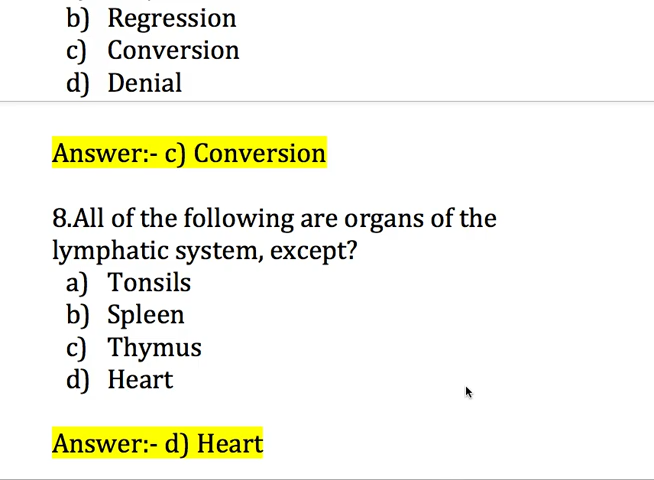 b) Regression
c) Conversion
d) Denial
Answer:- c) Conversion
8.All of the following are organs of the
lymphatic system, except?
a) Tonsils
b) Spleen
c) Thymus
d) Heart
Answer:- d) Heart